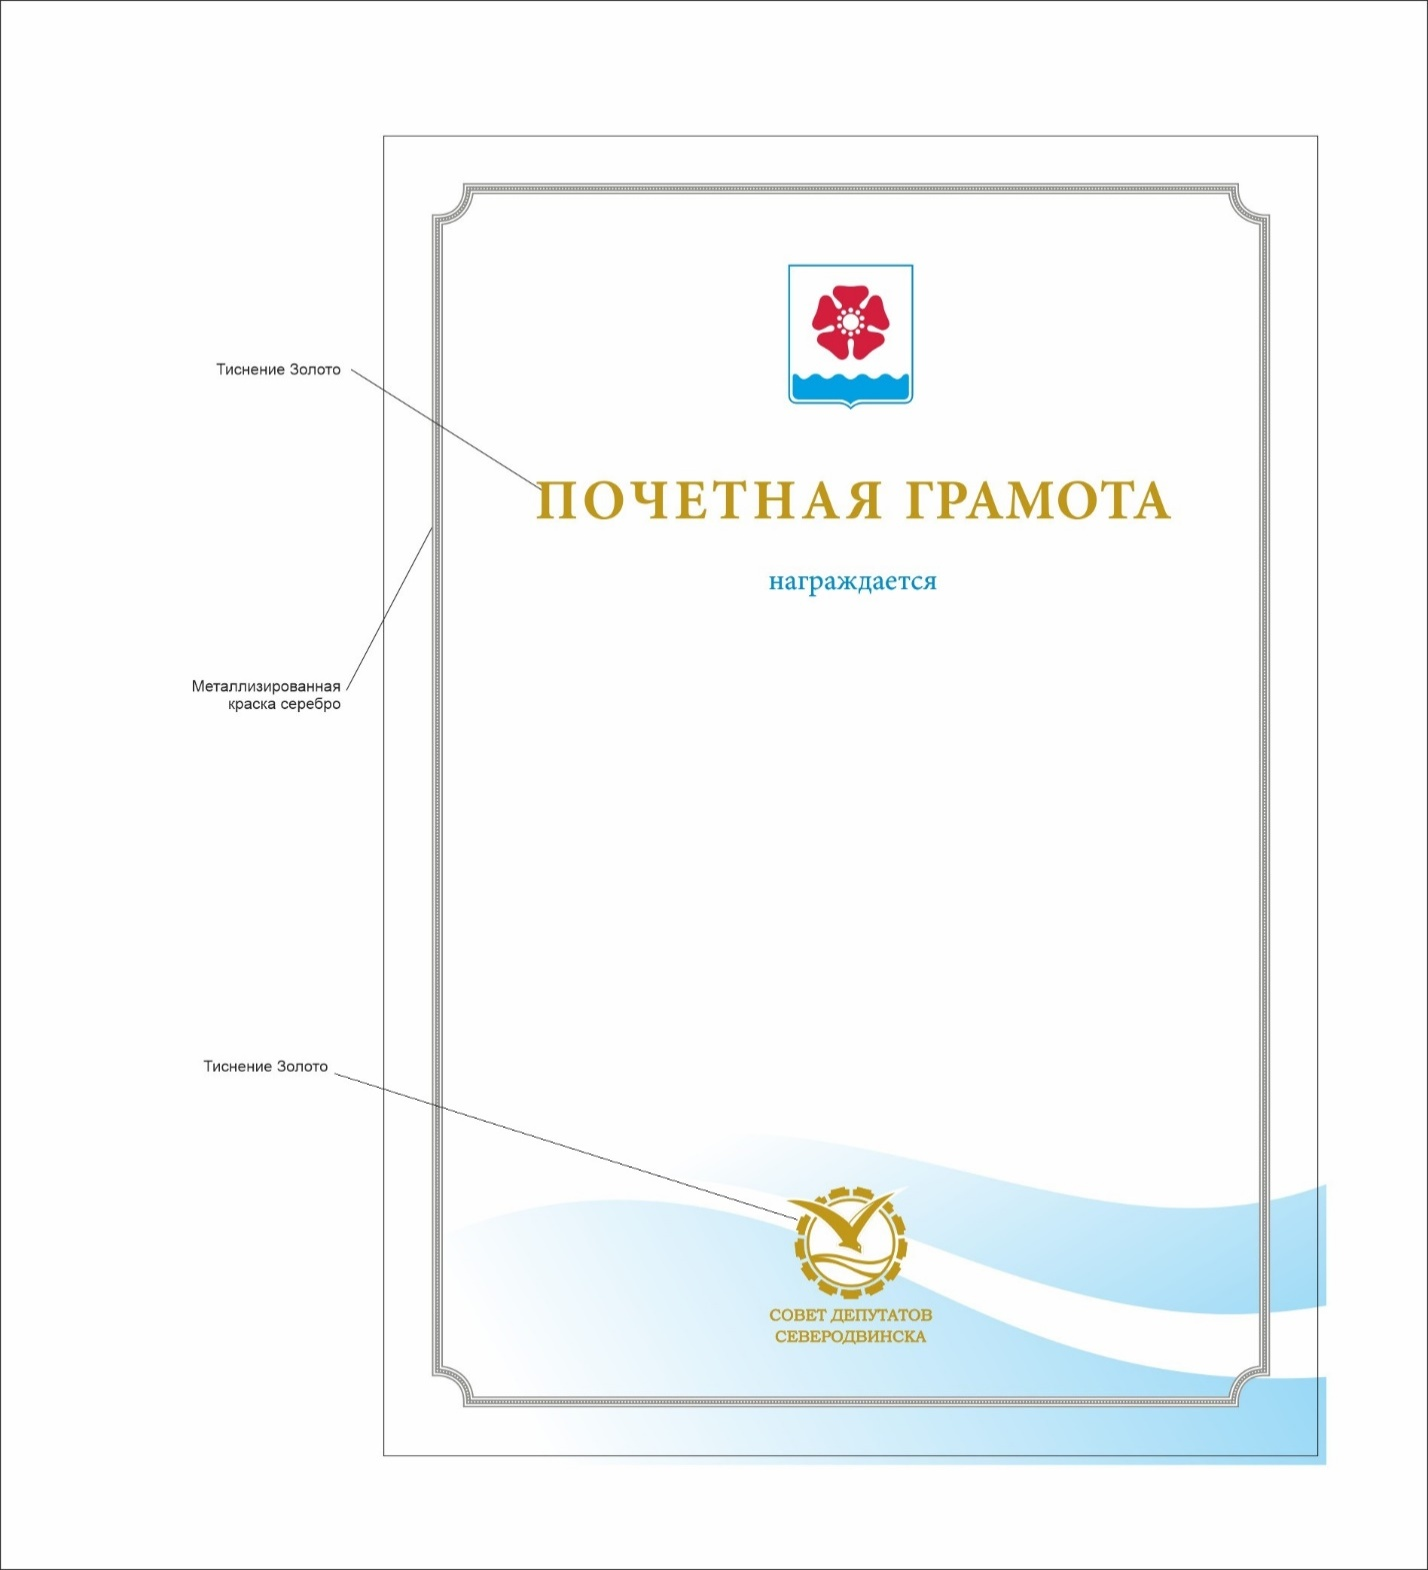 Тиснение Золото
ПОЧЕТНАЯ ГРАМОТА
награждается
Металлизированная
краска серебро
Тиснение Золото
СОВЕТ ДЕПУТАТОВ
СЕВЕРОДВИНСКА